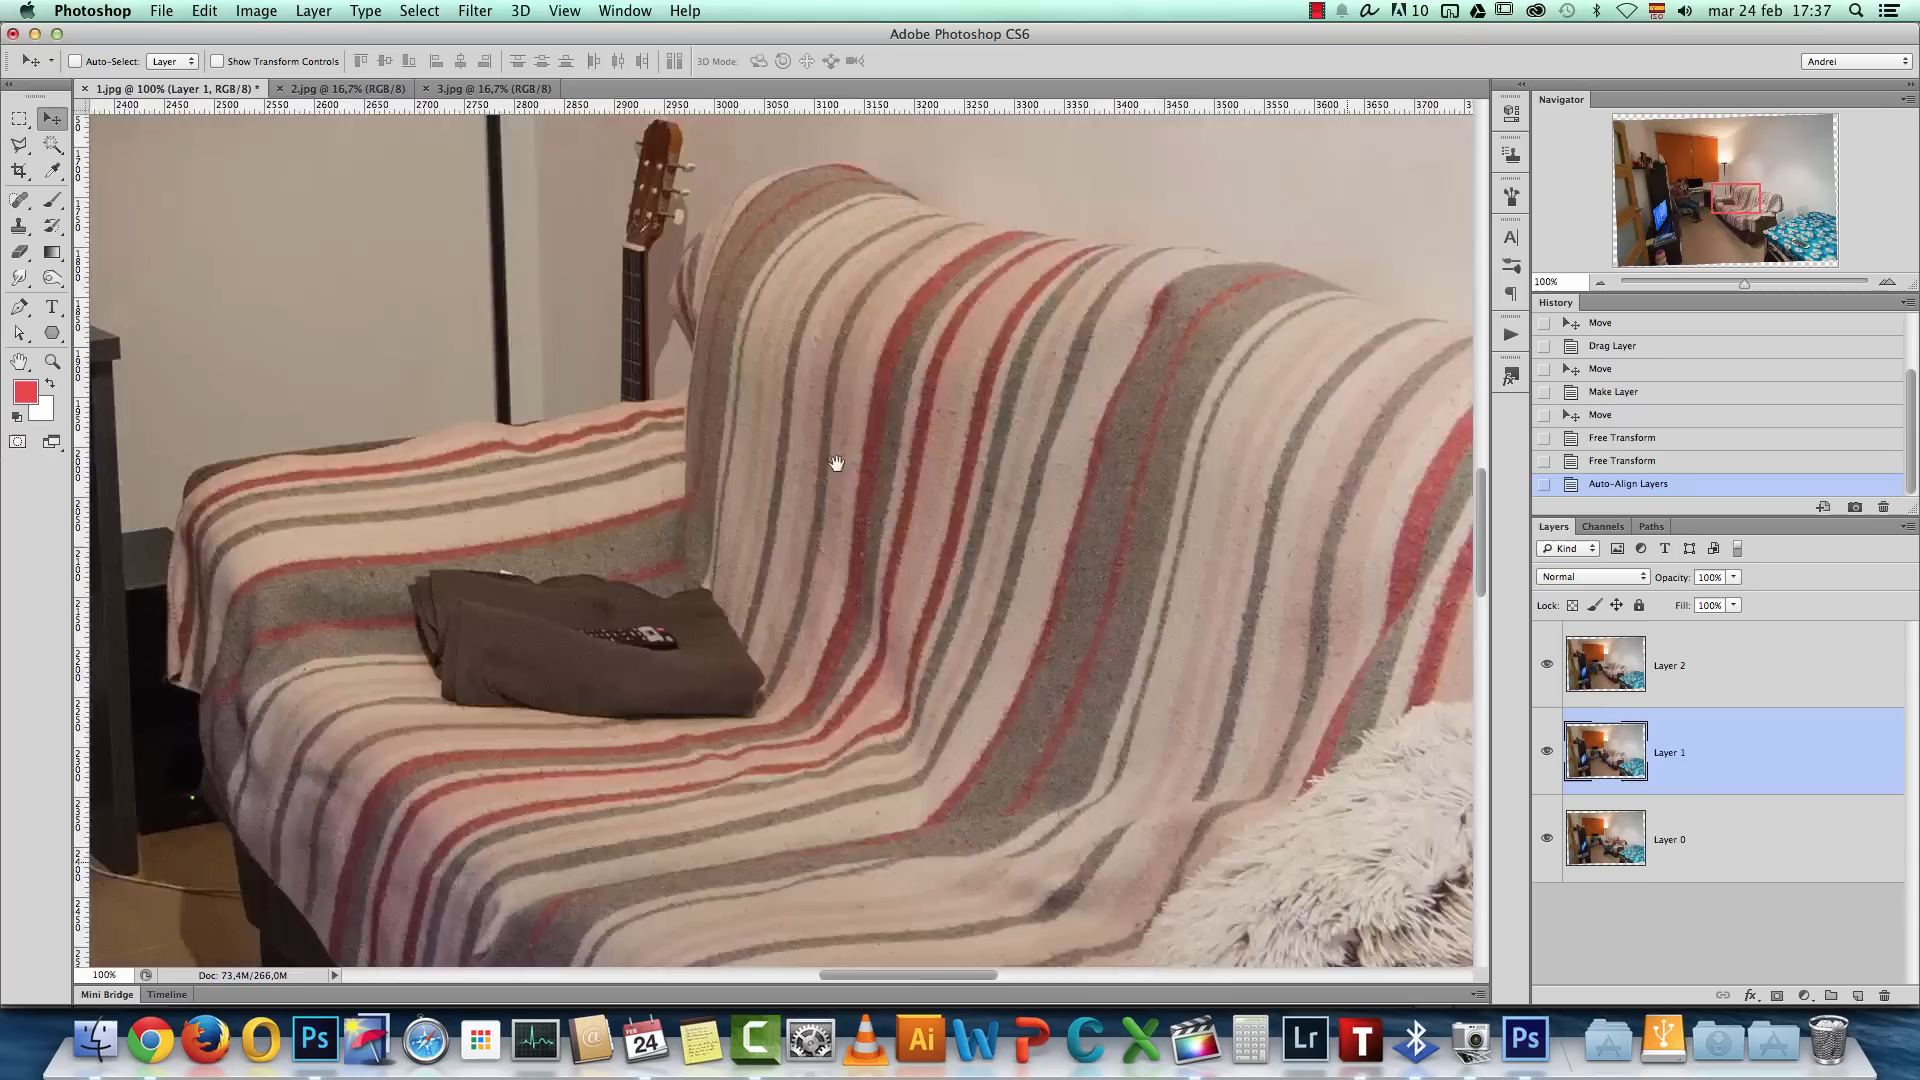 Photoshop File Edit Image Layer Type Select Filter 3D View Window Help
10 mar 24 feb 17:37
Adobe Photoshop CS6
Auto-Select: Layer Show Transform Controls 3D Mode: Andrei
1.jpg @ 100% (Layer 1, RGB/8) * 2.jpg @ 16,7% (RGB/8) 3.jpg @ 16,7% (RGB/8)
2400 2450 2500 2550 2600 2650 2700 2750 2800 2850 2900 2950 3000 3050 3100 3150 3200 3250 3300 3350 3400 3450 3500 3550 3600 3650 3700
Navigator
100%
History
Move
Drag Layer
Move
Make Layer
Move
Free Transform
Free Transform
Auto-Align Layers
Layers Channels Paths
Kind
Normal Opacity: 100%
Lock: Fill: 100%
Layer 2
Layer 1
Layer 0
100% Doc: 73,4M/266,0M
Mini Bridge Timeline
Ps
FEB
24
Ai
Lr
T
Ps